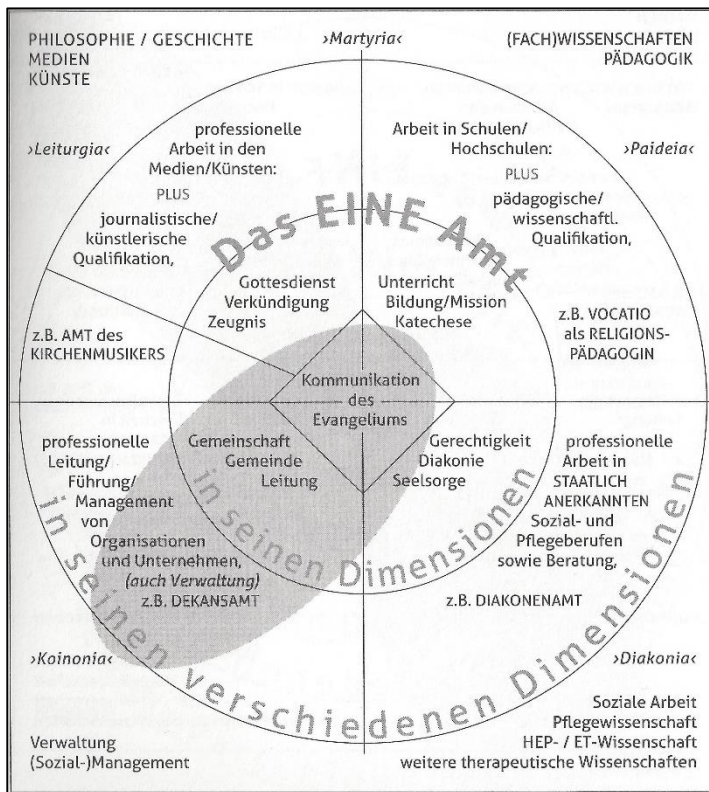 PHILOSOPHIE / GESCHICHTE
MEDIEN
KÜNSTE
›Martyria‹
(FACH)WISSENSCHAFTEN
PÄDAGOGIK
›Leiturgia‹
professionelle
Arbeit in den
Medien/Künsten:
PLUS
journalistische/
künstlerische
Qualifikation,
Arbeit in Schulen/
Hochschulen:
PLUS
pädagogische/
wissenschaftl.
Qualifikation,
›Paideia‹
Das EINE Amt
z.B. AMT des
KIRCHENMUSIKERS
Gottesdienst
Verkündigung
Zeugnis
Unterricht
Bildung/Mission
Katechese
z.B. VOCATIO
als RELIGIONS-
PÄDAGOGIN
Kommunikation
des
Evangeliums
professionelle
Leitung/
Führung/
Management
von
Organisationen
und Unternehmen,
(auch Verwaltung)
z.B. DEKANSAMT
Gemeinschaft
Gemeinde
Leitung
Gerechtigkeit
Diakonie
Seelsorge
professionelle
Arbeit in
STAATLICH
ANERKANNTEN
Sozial- und
Pflegeberufen
sowie Beratung,
z.B. DIAKONENAMT
in seinen Dimensionen
in seinen verschiedenen Dimensionen
›Koinonia‹
›Diakonia‹
Verwaltung
(Sozial-)Management
Soziale Arbeit
Pflegewissenschaft
HEP- / ET-Wissenschaft
weitere therapeutische Wissenschaften